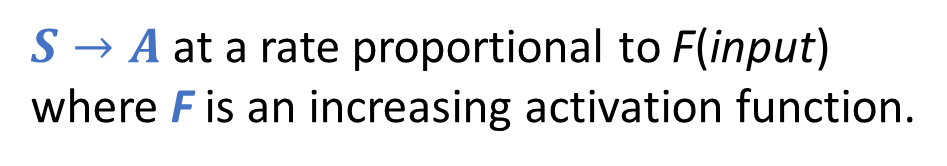 S → A at a rate proportional to F(input)
where F is an increasing activation function.